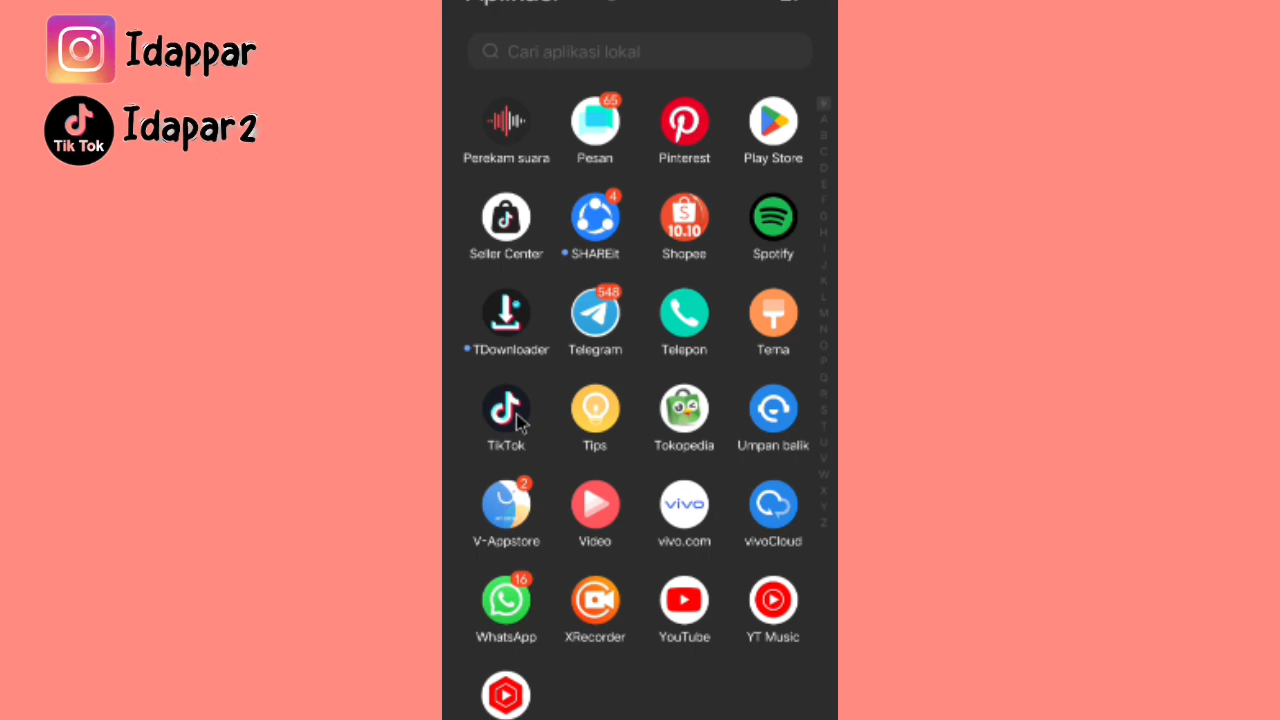 Idappar
Tik Tok
Idapar2
Cari aplikasi lokal
Perekam suara
65
Pesan
Pinterest
Play Store
Seller Center
4
SHAREit
S
10.10
Shopee
Spotify
TDownloader
548
Telegram
Telepon
Tema
TikTok
Tips
Tokopedia
Umpan balik
2
V-Appstore
Video
vivo
vivo.com
vivoCloud
16
WhatsApp
XRecorder
YouTube
YT Music
A
B
C
D
E
F
G
H
I
J
K
L
M
N
O
P
Q
R
S
T
U
V
W
X
Y
Z